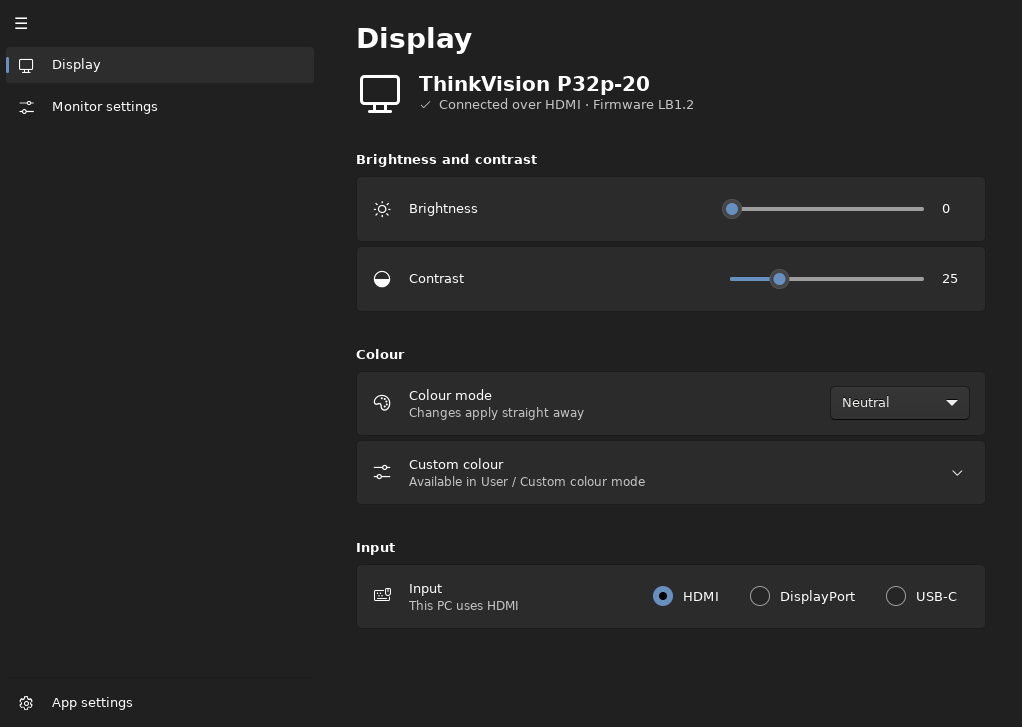 Display
Monitor settings
App settings
Display
ThinkVision P32p-20
Connected over HDMI · Firmware LB1.2
Brightness and contrast
Brightness 0
Contrast 25
Colour
Colour mode
Changes apply straight away
Neutral
Custom colour
Available in User / Custom colour mode
Input
Input
This PC uses HDMI
HDMI DisplayPort USB-C